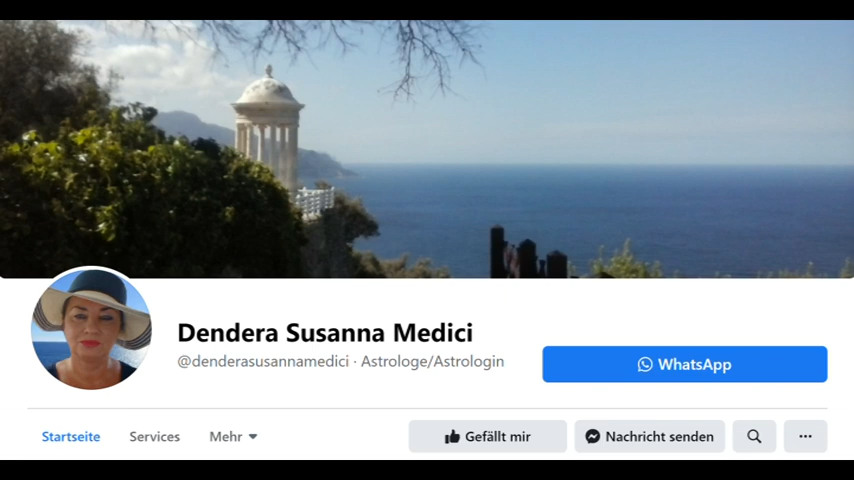 Dendera Susanna Medici
@denderasusannamedici · Astrologe/Astrologin
WhatsApp
Startseite Services Mehr Gefällt mir Nachricht senden